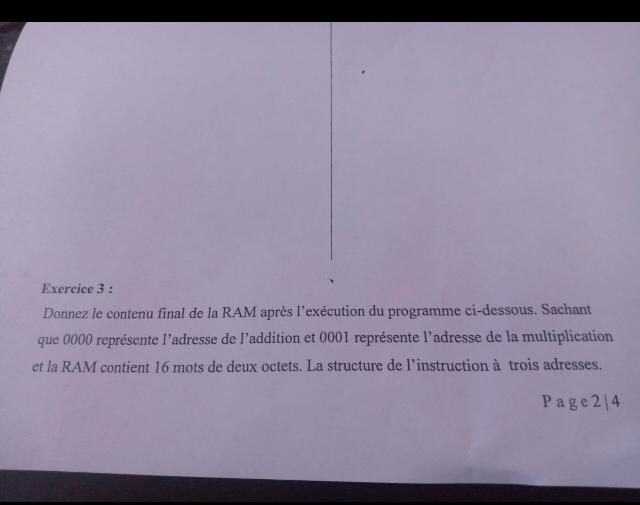 Exercice 3 :
Donnez le contenu final de la RAM après l'exécution du programme ci-dessous. Sachant
que 0000 représente l'adresse de l'addition et 0001 représente l'adresse de la multiplication
et la RAM contient 16 mots de deux octets. La structure de l'instruction à trois adresses.
Page2|4